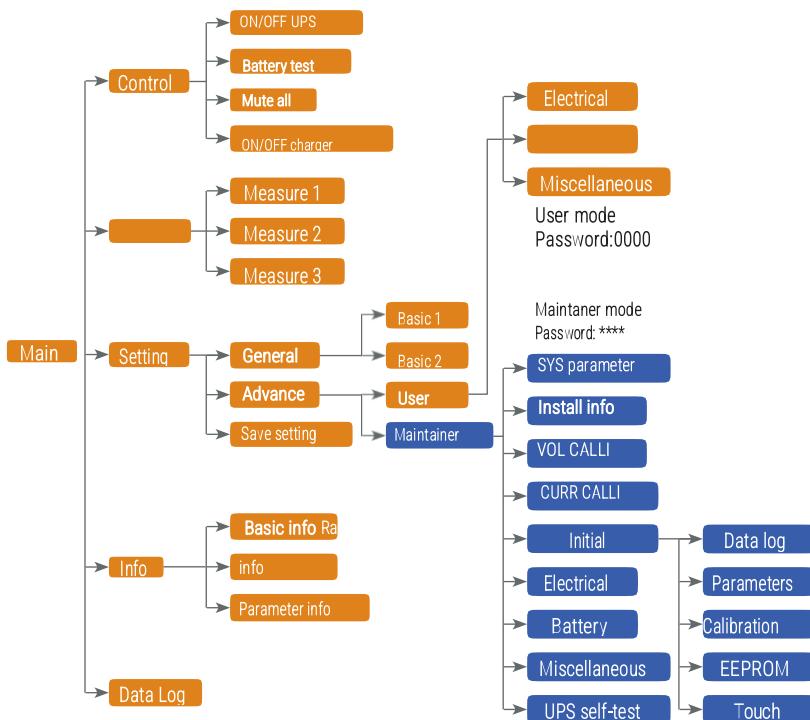 Main
Control
ON/OFF UPS
Battery test
Mute all
ON/OFF charger
Measure 1
Measure 2
Measure 3
Setting
General
Basic 1
Basic 2
Advance
User
Electrical
Miscellaneous
User mode
Password:0000
Maintainer
Maintaner mode
Password: ****
SYS parameter
Install info
VOL CALLI
CURR CALLI
Initial
Data log
Parameters
Calibration
EEPROM
Touch
Electrical
Battery
Miscellaneous
UPS self-test
Save setting
Info
Basic info Ra
info
Parameter info
Data Log